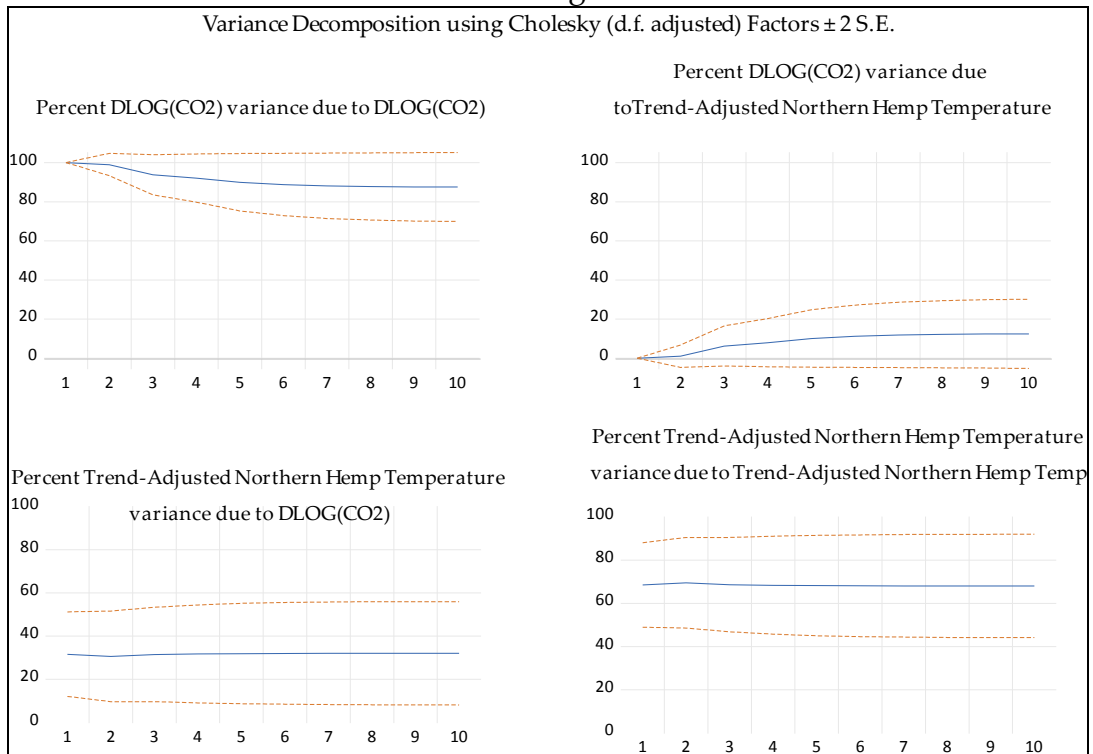 Variance Decomposition using Cholesky (d.f. adjusted) Factors ± 2 S.E.
Percent DLOG(CO2) variance due to DLOG(CO2)
100
80
60
40
20
0
1 2 3 4 5 6 7 8 9 10
Percent DLOG(CO2) variance due
toTrend-Adjusted Northern Hemp Temperature
100
80
60
40
20
0
1 2 3 4 5 6 7 8 9 10
Percent Trend-Adjusted Northern Hemp Temperature
variance due to DLOG(CO2)
100
80
60
40
20
0
1 2 3 4 5 6 7 8 9 10
Percent Trend-Adjusted Northern Hemp Temperature
variance due to Trend-Adjusted Northern Hemp Temp
100
80
60
40
20
0
1 2 3 4 5 6 7 8 9 10